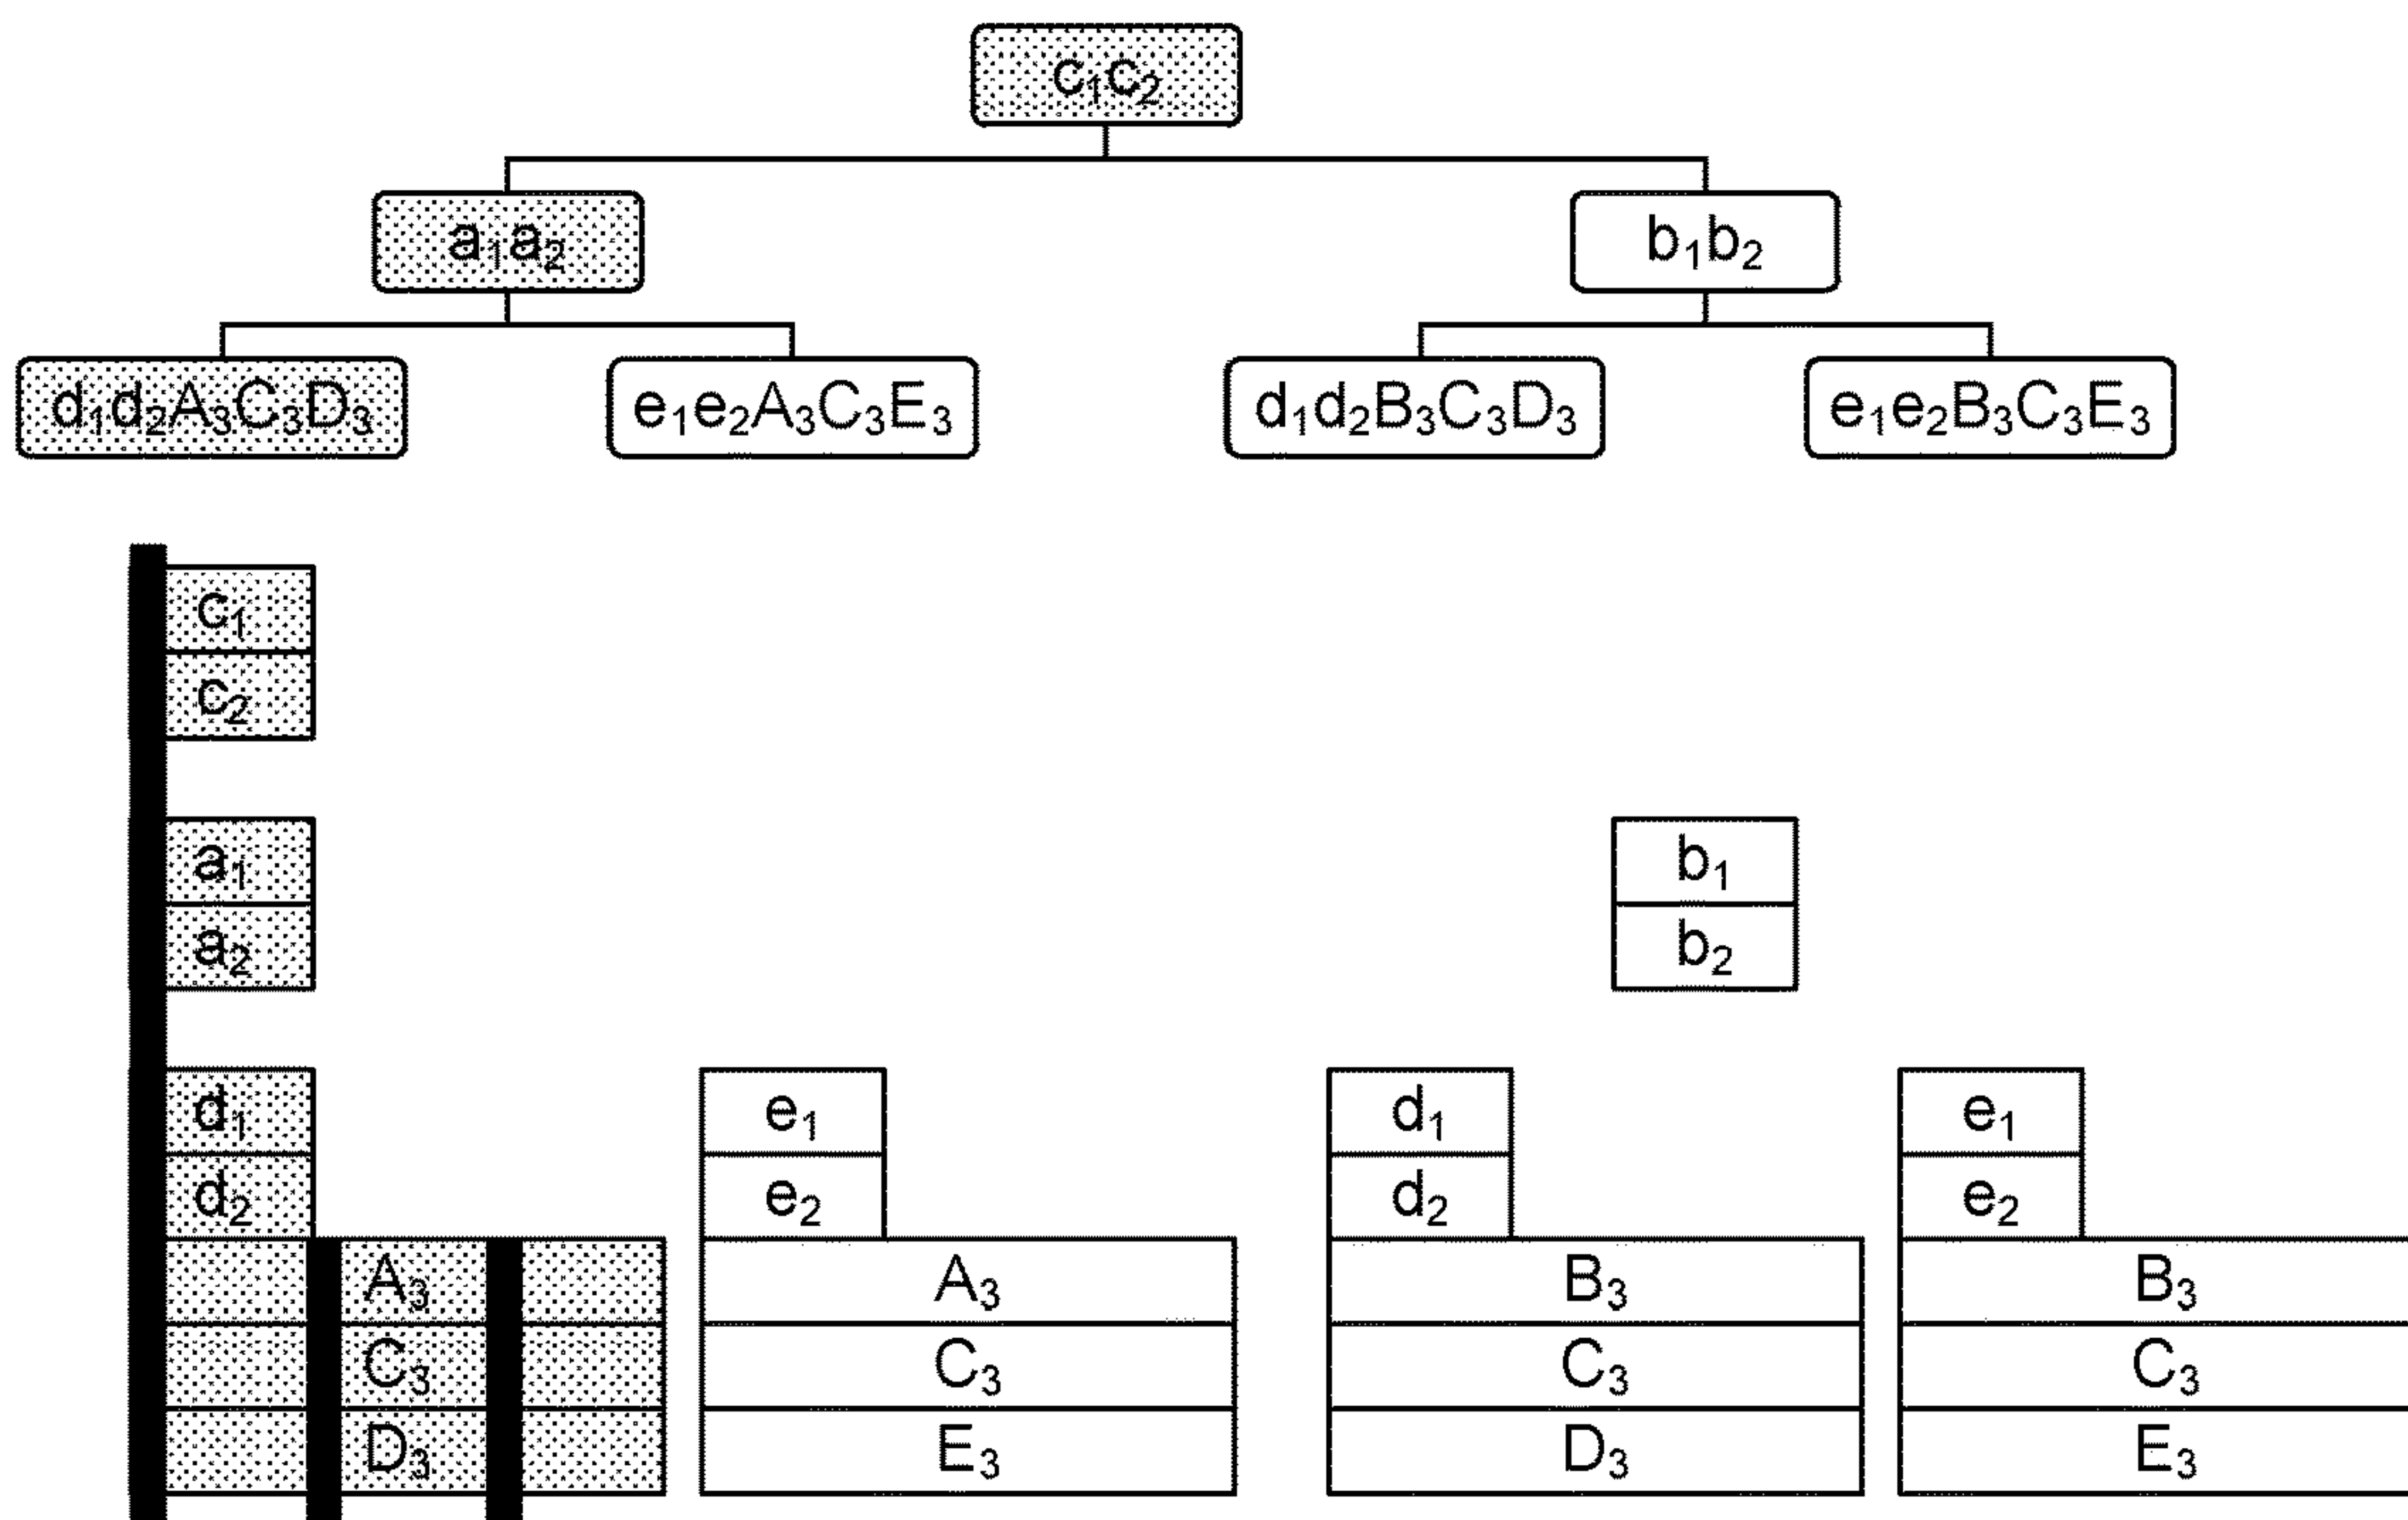 c₁c₂
a₁a₂ b₁b₂
d₁d₂A₃C₃D₃ e₁e₂A₃C₃E₃ d₁d₂B₃C₃D₃ e₁e₂B₃C₃E₃
c₁
c₂
a₁ b₁
a₂ b₂
d₁ e₁ d₁ e₁
d₂ e₂ d₂ e₂
A₃ A₃ B₃ B₃
C₃ C₃ C₃ C₃
D₃ E₃ D₃ E₃